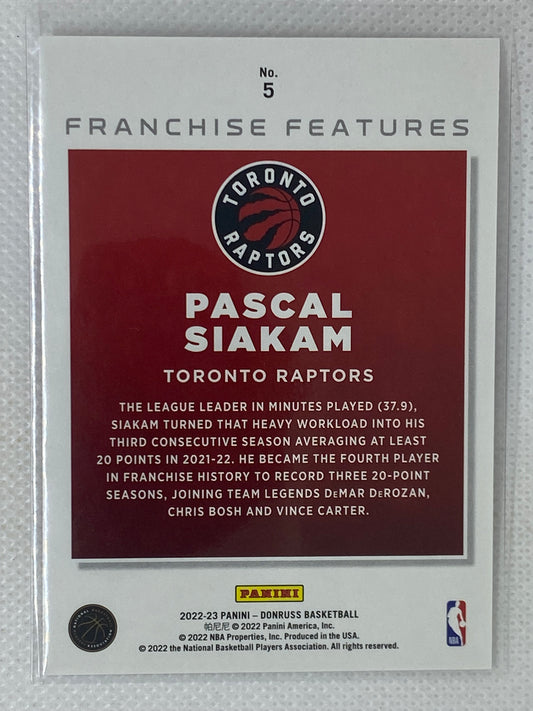 No.
5
FRANCHISE FEATURES
TORONTO
RAPTORS
PASCAL
SIAKAM
TORONTO RAPTORS
THE LEAGUE LEADER IN MINUTES PLAYED (37.9),
SIAKAM TURNED THAT HEAVY WORKLOAD INTO HIS
THIRD CONSECUTIVE SEASON AVERAGING AT LEAST
20 POINTS IN 2021-22. HE BECAME THE FOURTH PLAYER
IN FRANCHISE HISTORY TO RECORD THREE 20-POINT
SEASONS, JOINING TEAM LEGENDS DeMAR DeROZAN,
CHRIS BOSH AND VINCE CARTER.
PANINI
2022-23 PANINI – DONRUSS BASKETBALL
帕尼尼 © 2022 Panini America, Inc.
© 2022 NBA Properties, Inc. Produced in the USA.
© 2022 the National Basketball Players Association. All rights reserved.
NBA